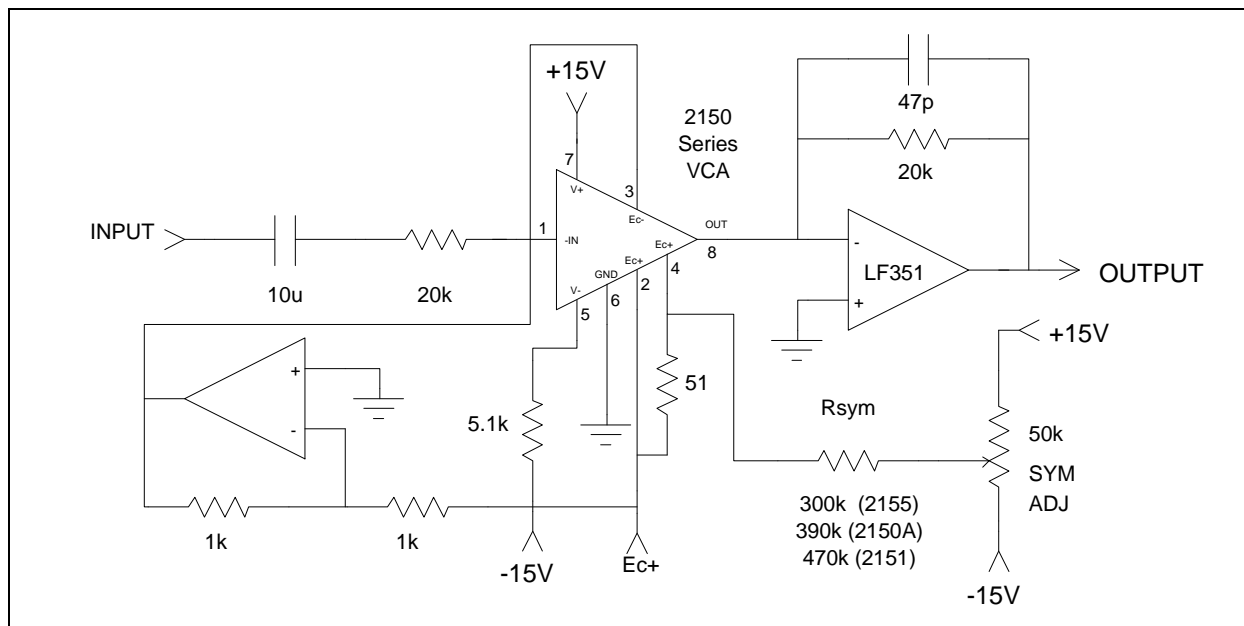 +15V
47p
2150
Series
VCA
20k
7
V+
3
Ec-
INPUT
1
-IN
OUT
8
Ec+
4
Ec+
2
GND
6
V-
5
10u
20k
-
LF351
+
OUTPUT
+15V
+
-
51
5.1k
Rsym
50k
SYM
ADJ
300k (2155)
390k (2150A)
470k (2151)
1k
1k
-15V
Ec+
-15V